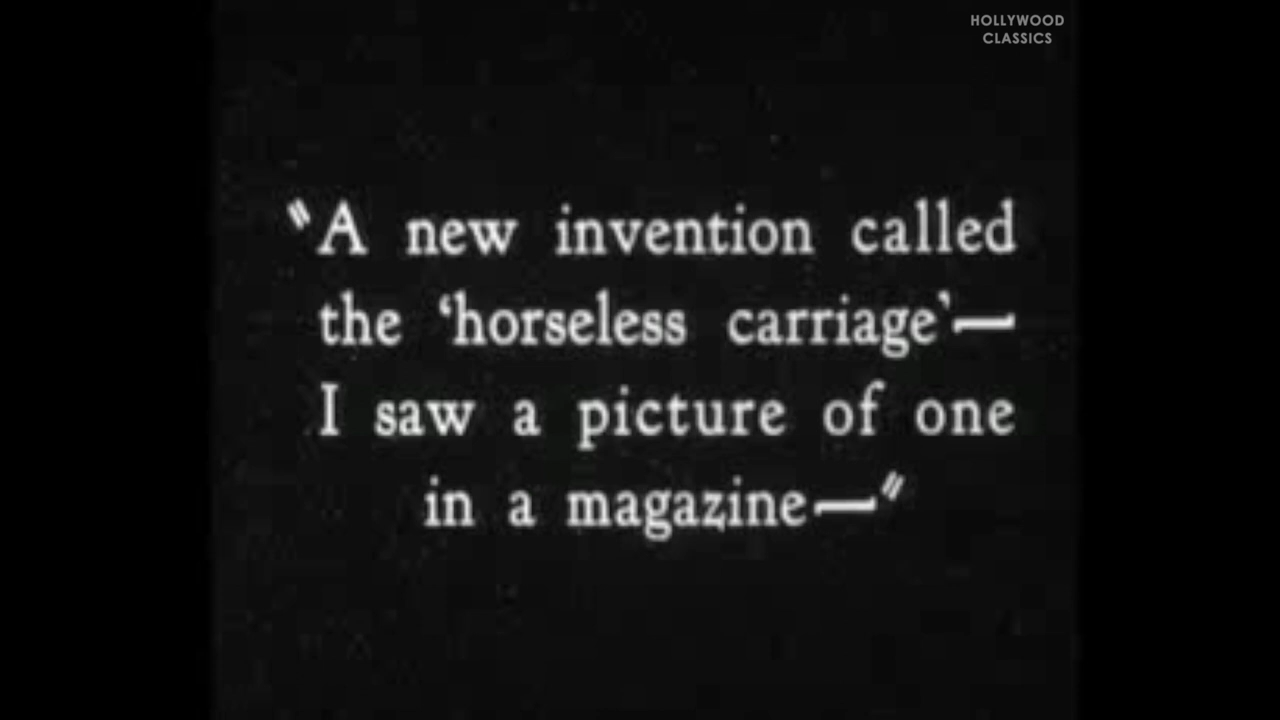 HOLLYWOOD
CLASSICS
"A new invention called
the 'horseless carriage'—
I saw a picture of one
in a magazine—"